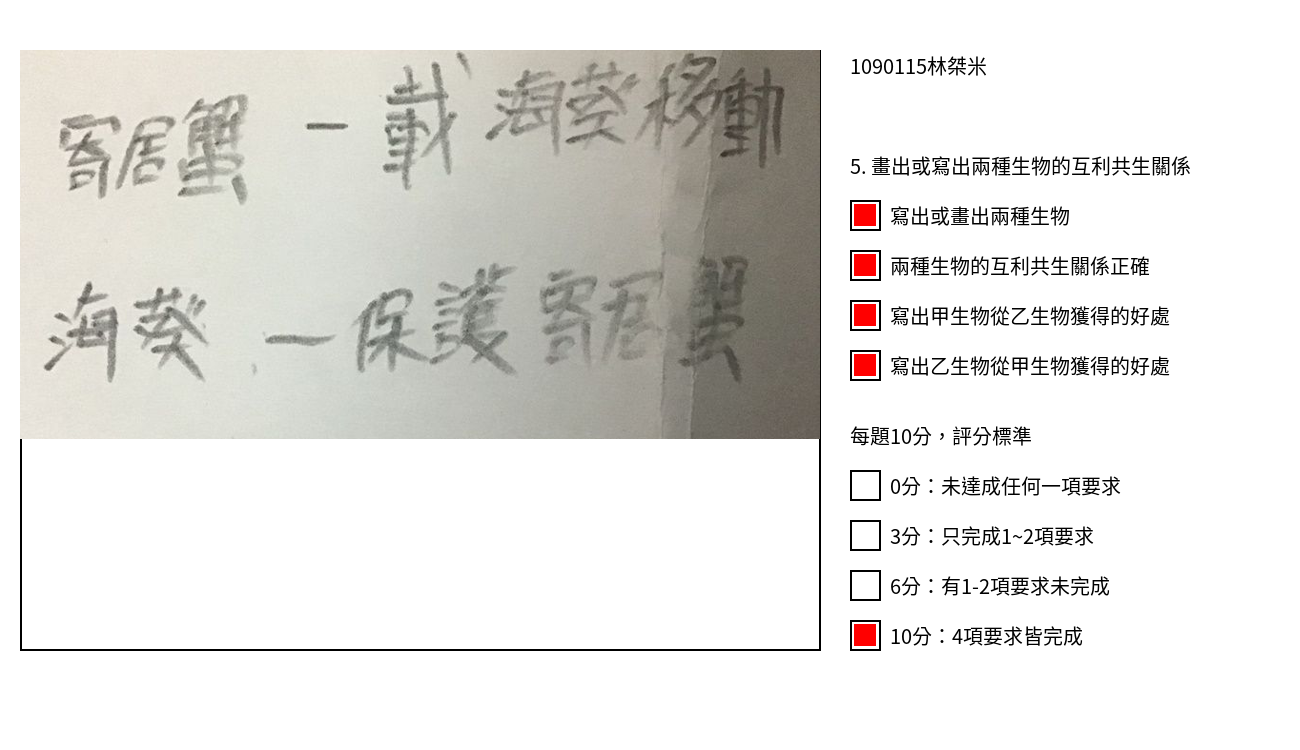 寄居蟹 － 載海葵移動
海葵 － 保護寄居蟹
1090115林桀米
5. 畫出或寫出兩種生物的互利共生關係
寫出或畫出兩種生物
兩種生物的互利共生關係正確
寫出甲生物從乙生物獲得的好處
寫出乙生物從甲生物獲得的好處
每題10分，評分標準
0分：未達成任何一項要求
3分：只完成1~2項要求
6分：有1-2項要求未完成
10分：4項要求皆完成